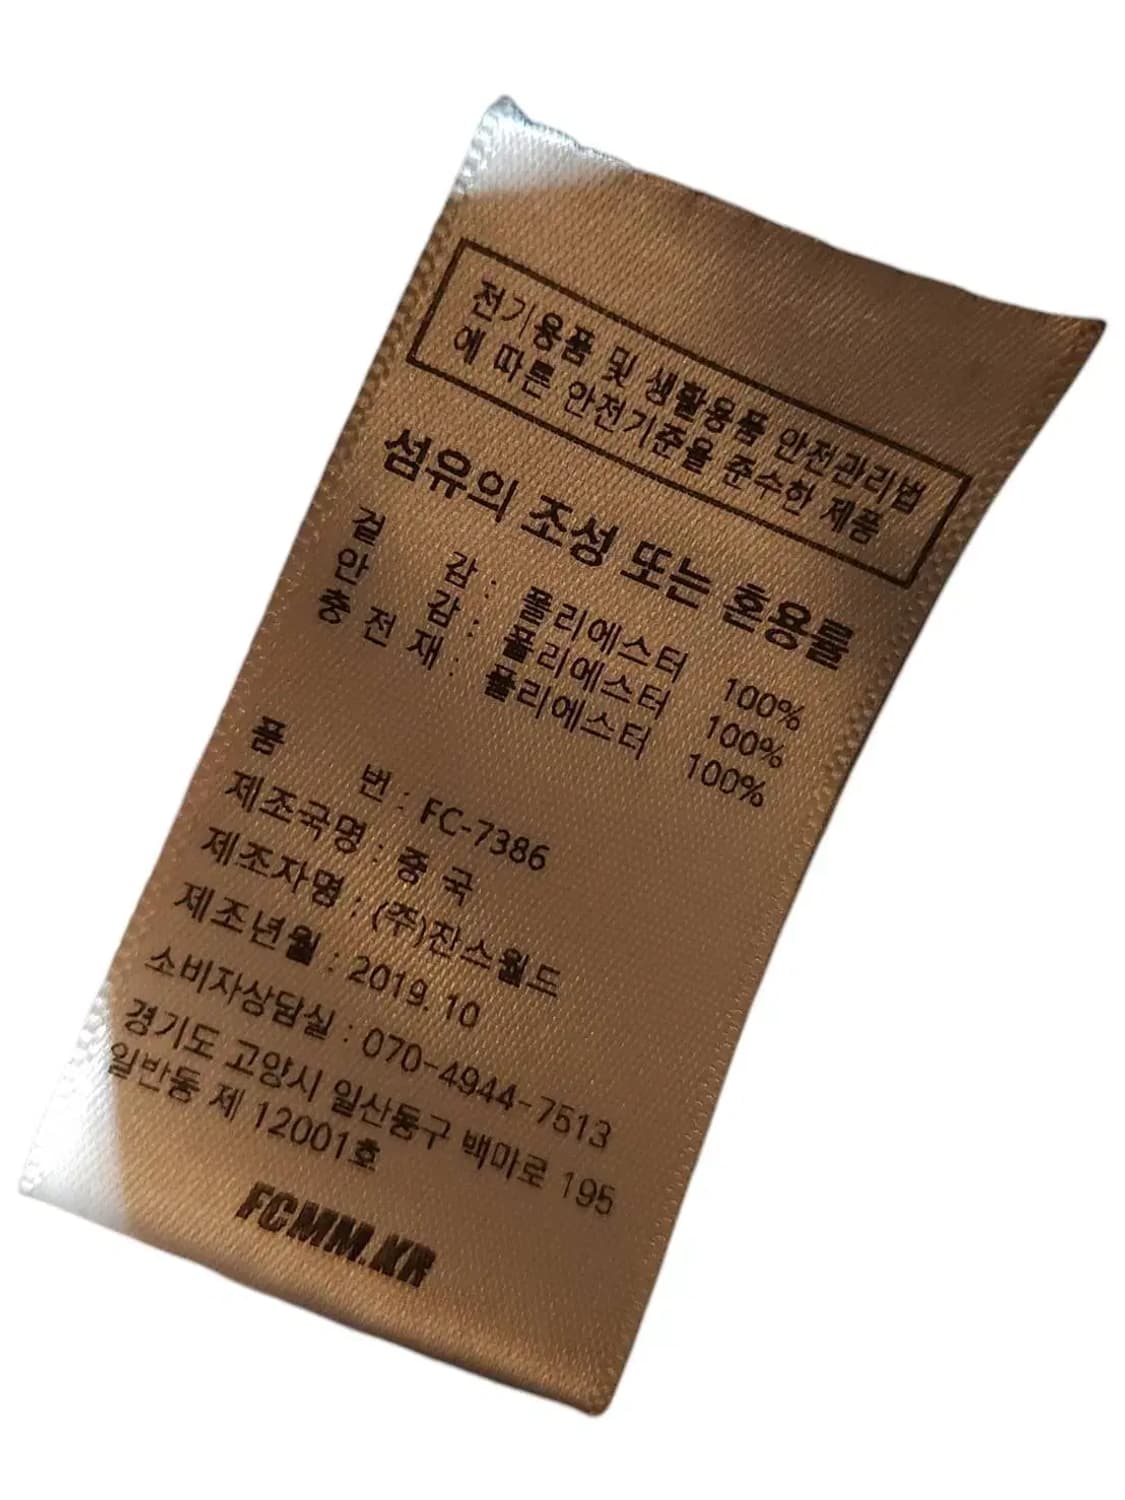 전기용품 및 생활용품 안전관리법
에 따른 안전기준을 준수한 제품
섬유의 조성 또는 혼용률
겉 감 : 폴리에스터 100%
안 감 : 폴리에스터 100%
충 전 재 : 폴리에스터 100%
품 번 : FC-7386
제조국명 : 중 국
제조자명 : (주)잔스월드
제조년월 : 2019.10
소비자상담실 : 070-4944-7513
경기도 고양시 일산동구 백마로 195
일반동 제 12001호
FCMM.KR